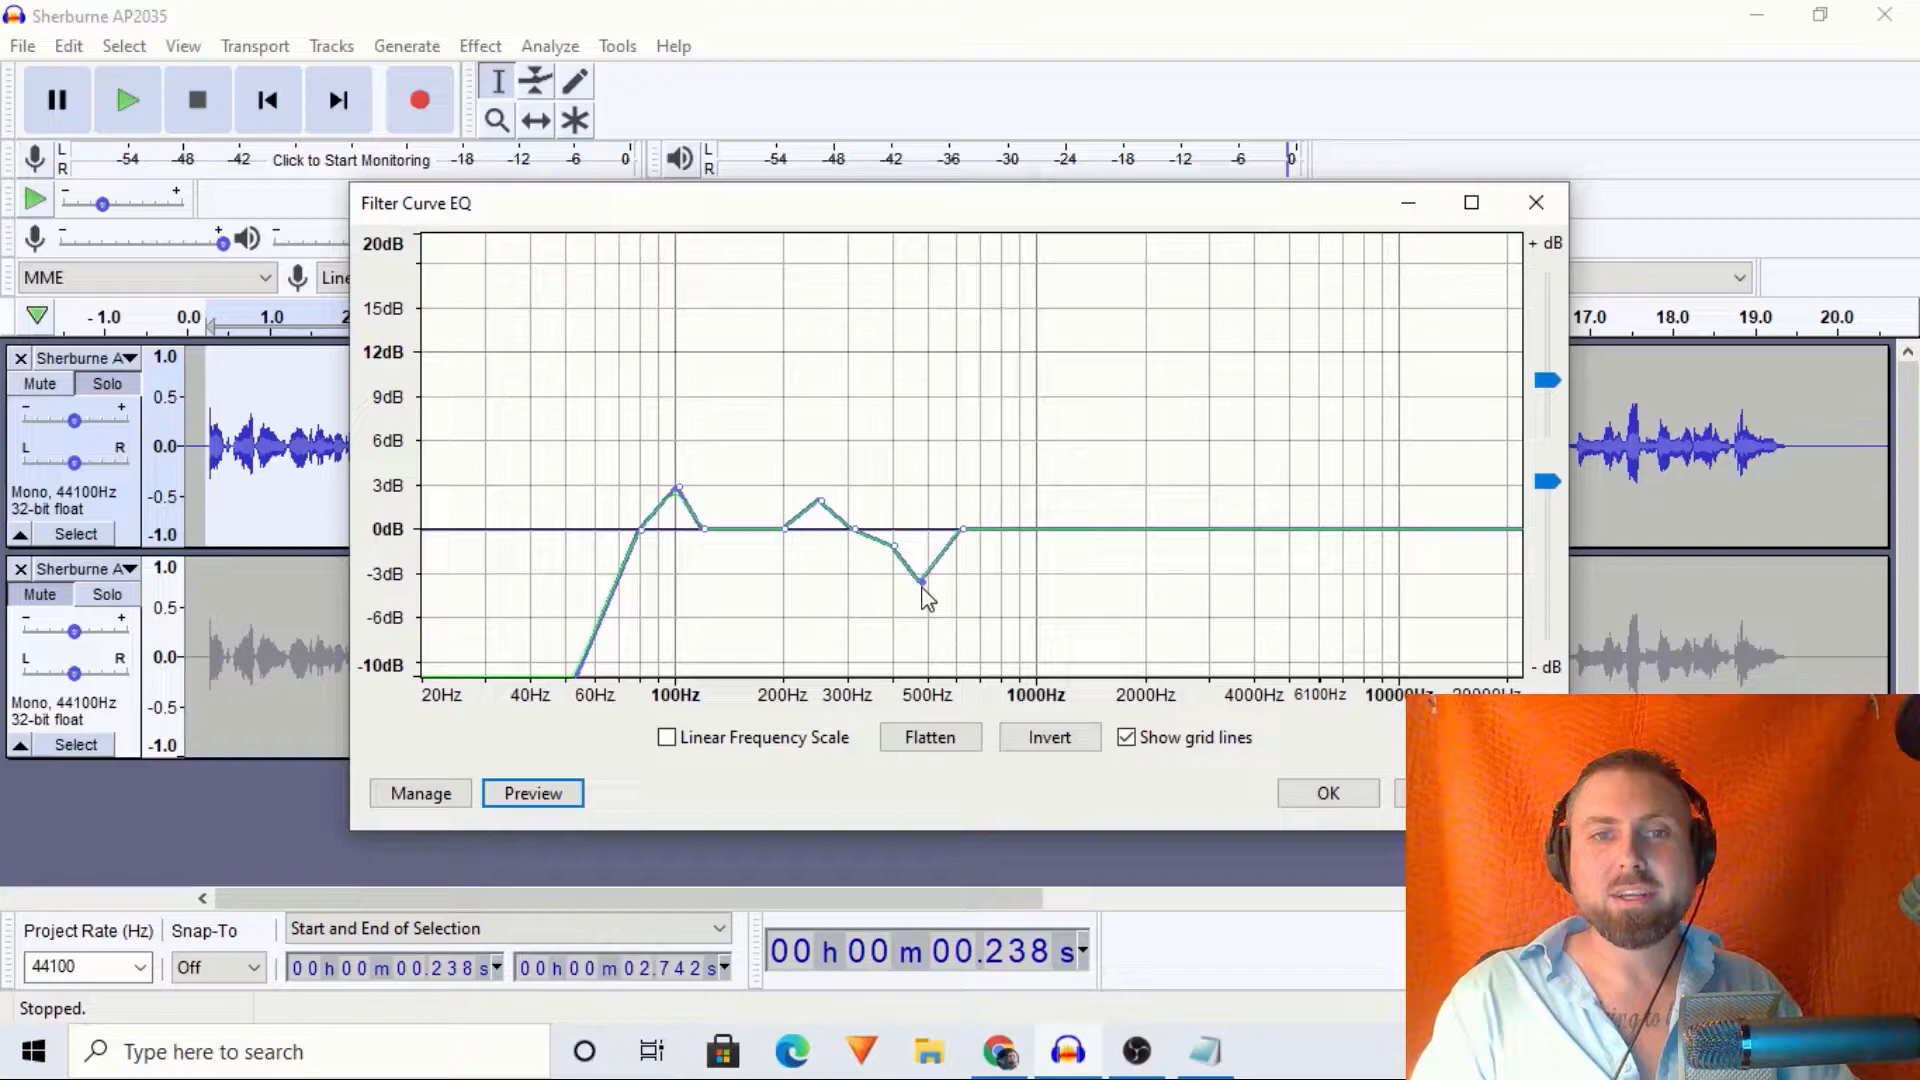 Sherburne AP2035
File Edit Select View Transport Tracks Generate Effect Analyze Tools Help
L R -54 -48 -42 Click to Start Monitoring -18 -12 -6 0
L R -54 -48 -42 -36 -30 -24 -18 -12 -6 0
- +
- +
MME
Line
- 1.0 0.0 1.0 2
17.0 18.0 19.0 20.0
Filter Curve EQ
20dB
15dB
12dB
9dB
6dB
3dB
0dB
-3dB
-6dB
-10dB
+ dB
- dB
20Hz 40Hz 60Hz 100Hz 200Hz 300Hz 500Hz 1000Hz 2000Hz 4000Hz 6100Hz 10000Hz 20000Hz
Linear Frequency Scale Flatten Invert Show grid lines
Manage Preview OK
Sherburne A
Mute Solo
- +
L R
Mono, 44100Hz
32-bit float
Select
1.0
0.5
0.0
-0.5
-1.0
Sherburne A
Mute Solo
- +
L R
Mono, 44100Hz
32-bit float
Select
1.0
0.5
0.0
-0.5
-1.0
Project Rate (Hz) Snap-To Start and End of Selection
44100 Off 00 h 00 m 00.238 s 00 h 00 m 02.742 s
00 h 00 m 00.238 s
Stopped.
Type here to search